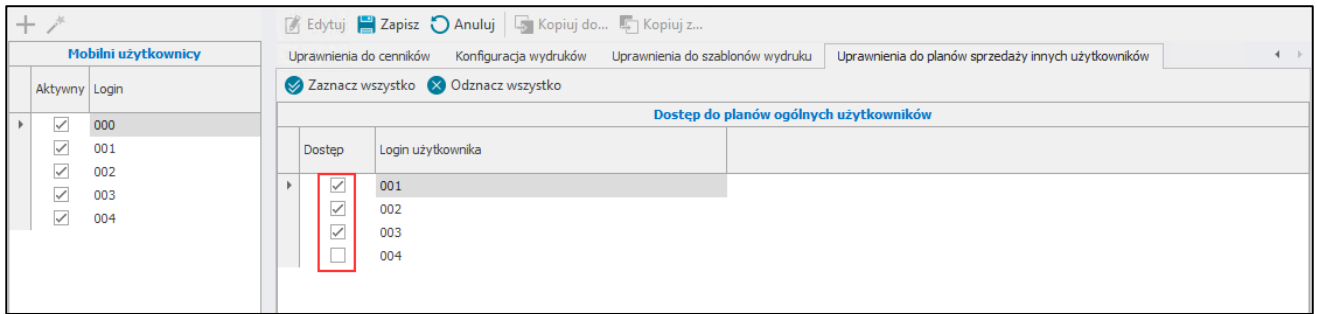 Edytuj Zapisz Anuluj Kopiuj do... Kopiuj z...
Mobilni użytkownicy
Aktywny Login
000
001
002
003
004
Uprawnienia do cenników Konfiguracja wydruków Uprawnienia do szablonów wydruku Uprawnienia do planów sprzedaży innych użytkowników
Zaznacz wszystko Odznacz wszystko
Dostęp do planów ogólnych użytkowników
Dostęp Login użytkownika
001
002
003
004